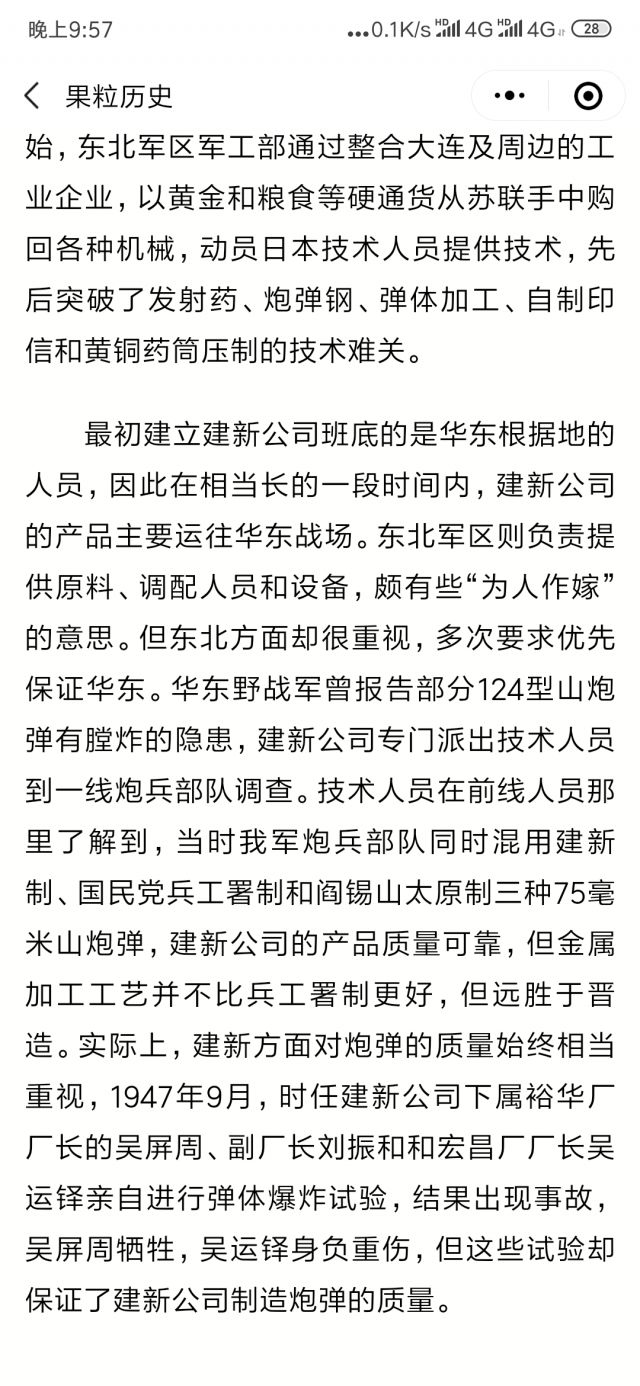 晚上9:57
...0.1K/s HD 4G HD 4G 28
果粒历史
始，东北军区军工部通过整合大连及周边的工
业企业，以黄金和粮食等硬通货从苏联手中购
回各种机械，动员日本技术人员提供技术，先
后突破了发射药、炮弹钢、弹体加工、自制印
信和黄铜药筒压制的技术难关。
最初建立建新公司班底的是华东根据地的
人员，因此在相当长的一段时间内，建新公司
的产品主要运往华东战场。东北军区则负责提
供原料、调配人员和设备，颇有些“为人作嫁”
的意思。但东北方面却很重视，多次要求优先
保证华东。华东野战军曾报告部分124型山炮
弹有膛炸的隐患，建新公司专门派出技术人员
到一线炮兵部队调查。技术人员在前线人员那
里了解到，当时我军炮兵部队同时混用建新
制、国民党兵工署制和阎锡山太原制三种75毫
米山炮弹，建新公司的产品质量可靠，但金属
加工工艺并不比兵工署制更好，但远胜于晋
造。实际上，建新方面对炮弹的质量始终相当
重视，1947年9月，时任建新公司下属裕华厂
厂长的吴屏周、副厂长刘振和和宏昌厂厂长吴
运铎亲自进行弹体爆炸试验，结果出现事故，
吴屏周牺牲，吴运铎身负重伤，但这些试验却
保证了建新公司制造炮弹的质量。